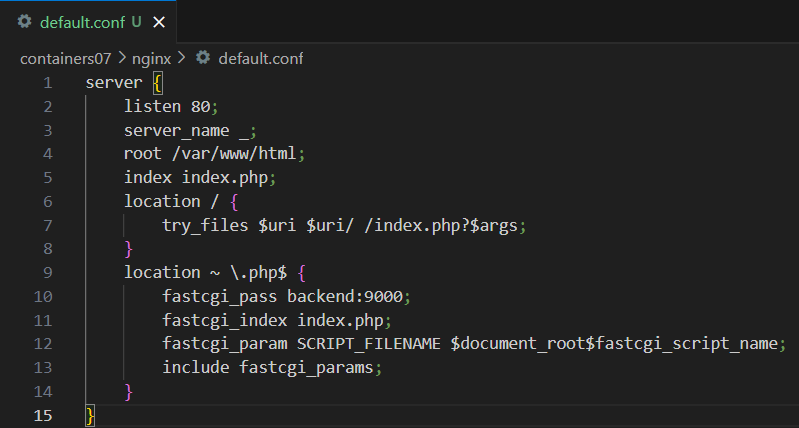 default.conf U ×
containers07 > nginx > default.conf
1 server {
2     listen 80;
3     server_name _;
4     root /var/www/html;
5     index index.php;
6     location / {
7         try_files $uri $uri/ /index.php?$args;
8     }
9     location ~ \.php$ {
10         fastcgi_pass backend:9000;
11         fastcgi_index index.php;
12         fastcgi_param SCRIPT_FILENAME $document_root$fastcgi_script_name;
13         include fastcgi_params;
14     }
15 }